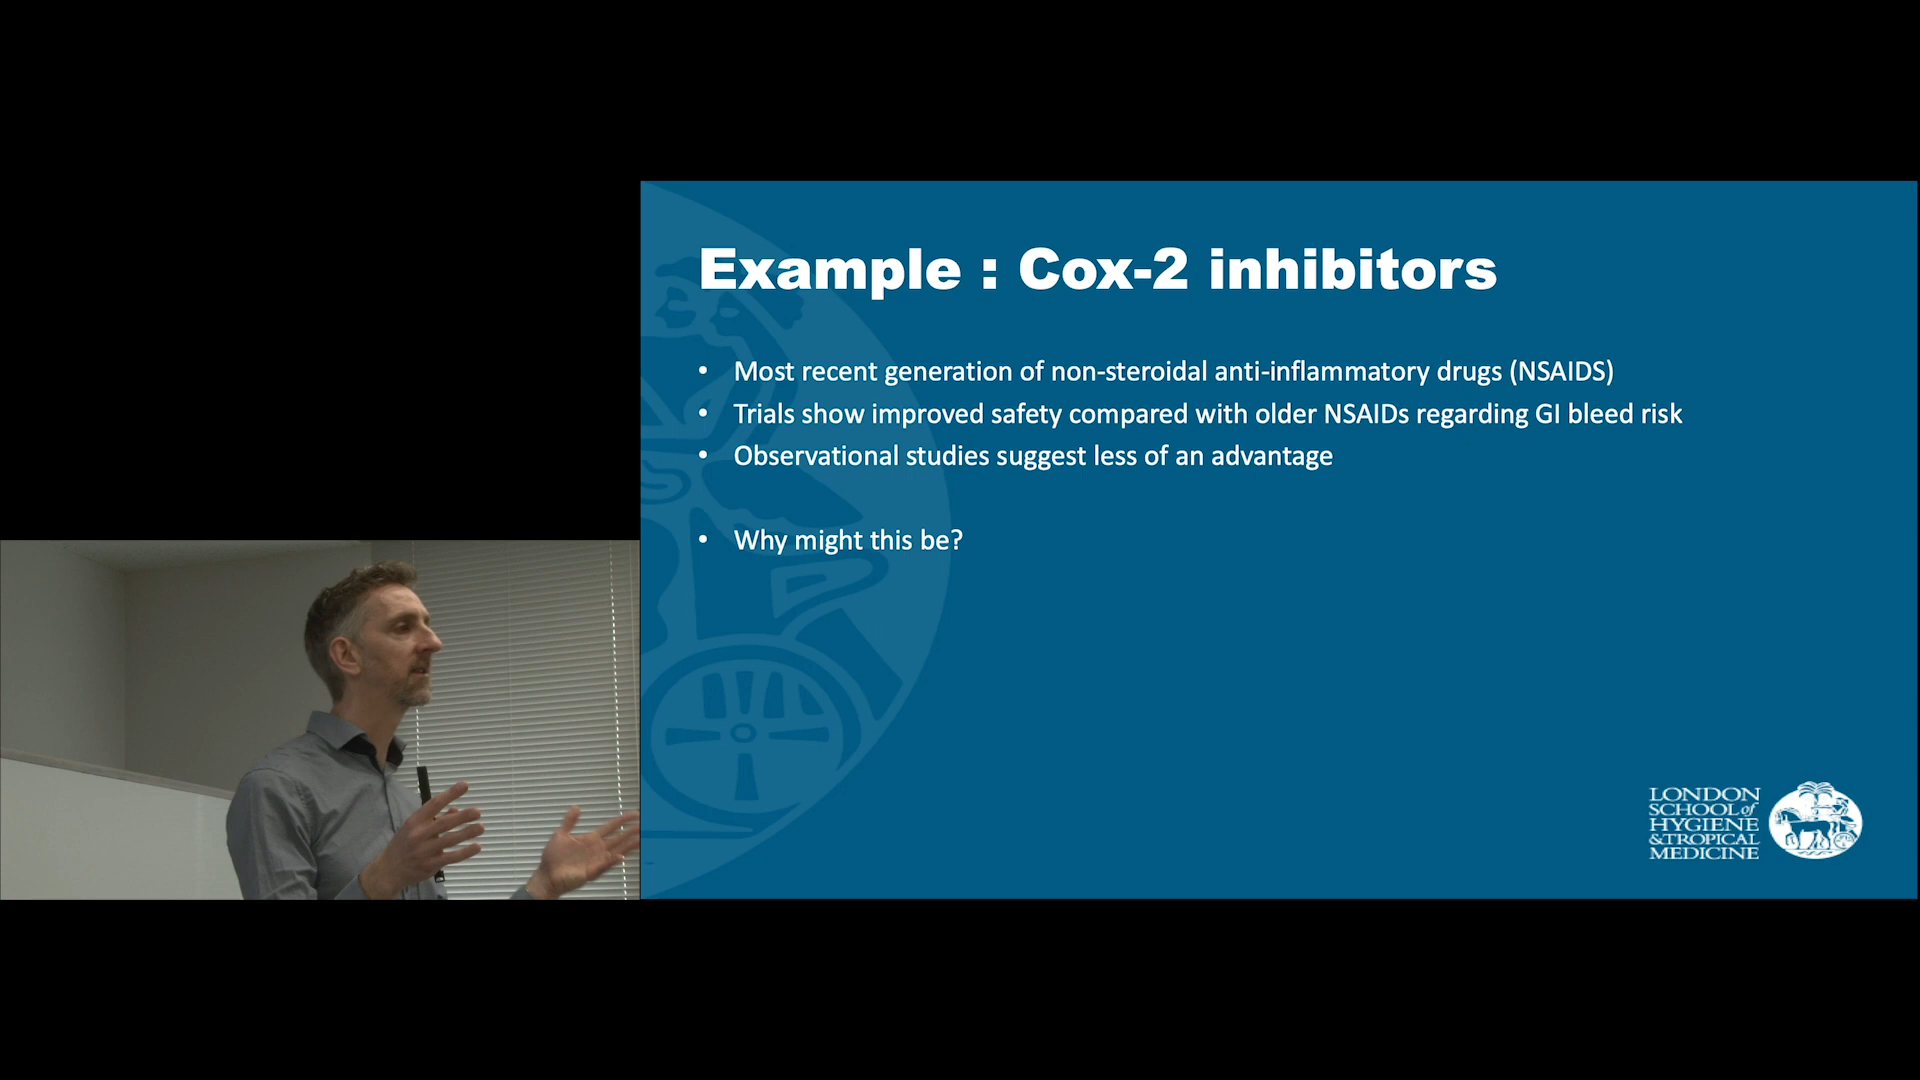 Example : Cox-2 inhibitors
• Most recent generation of non-steroidal anti-inflammatory drugs (NSAIDS)
• Trials show improved safety compared with older NSAIDs regarding GI bleed risk
• Observational studies suggest less of an advantage
• Why might this be?
LONDON
SCHOOL of
HYGIENE
& TROPICAL
MEDICINE